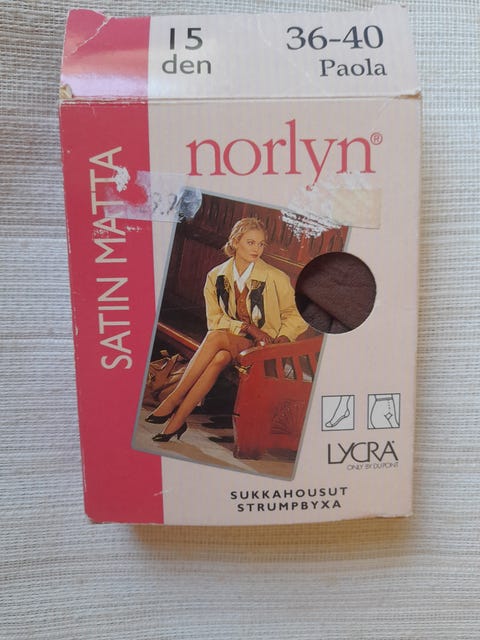 15
den
36-40
Paola
norlyn®
SATIN MATTA
LYCRA
ONLY BY DUPONT
SUKKAHOUSUT
STRUMPBYXA